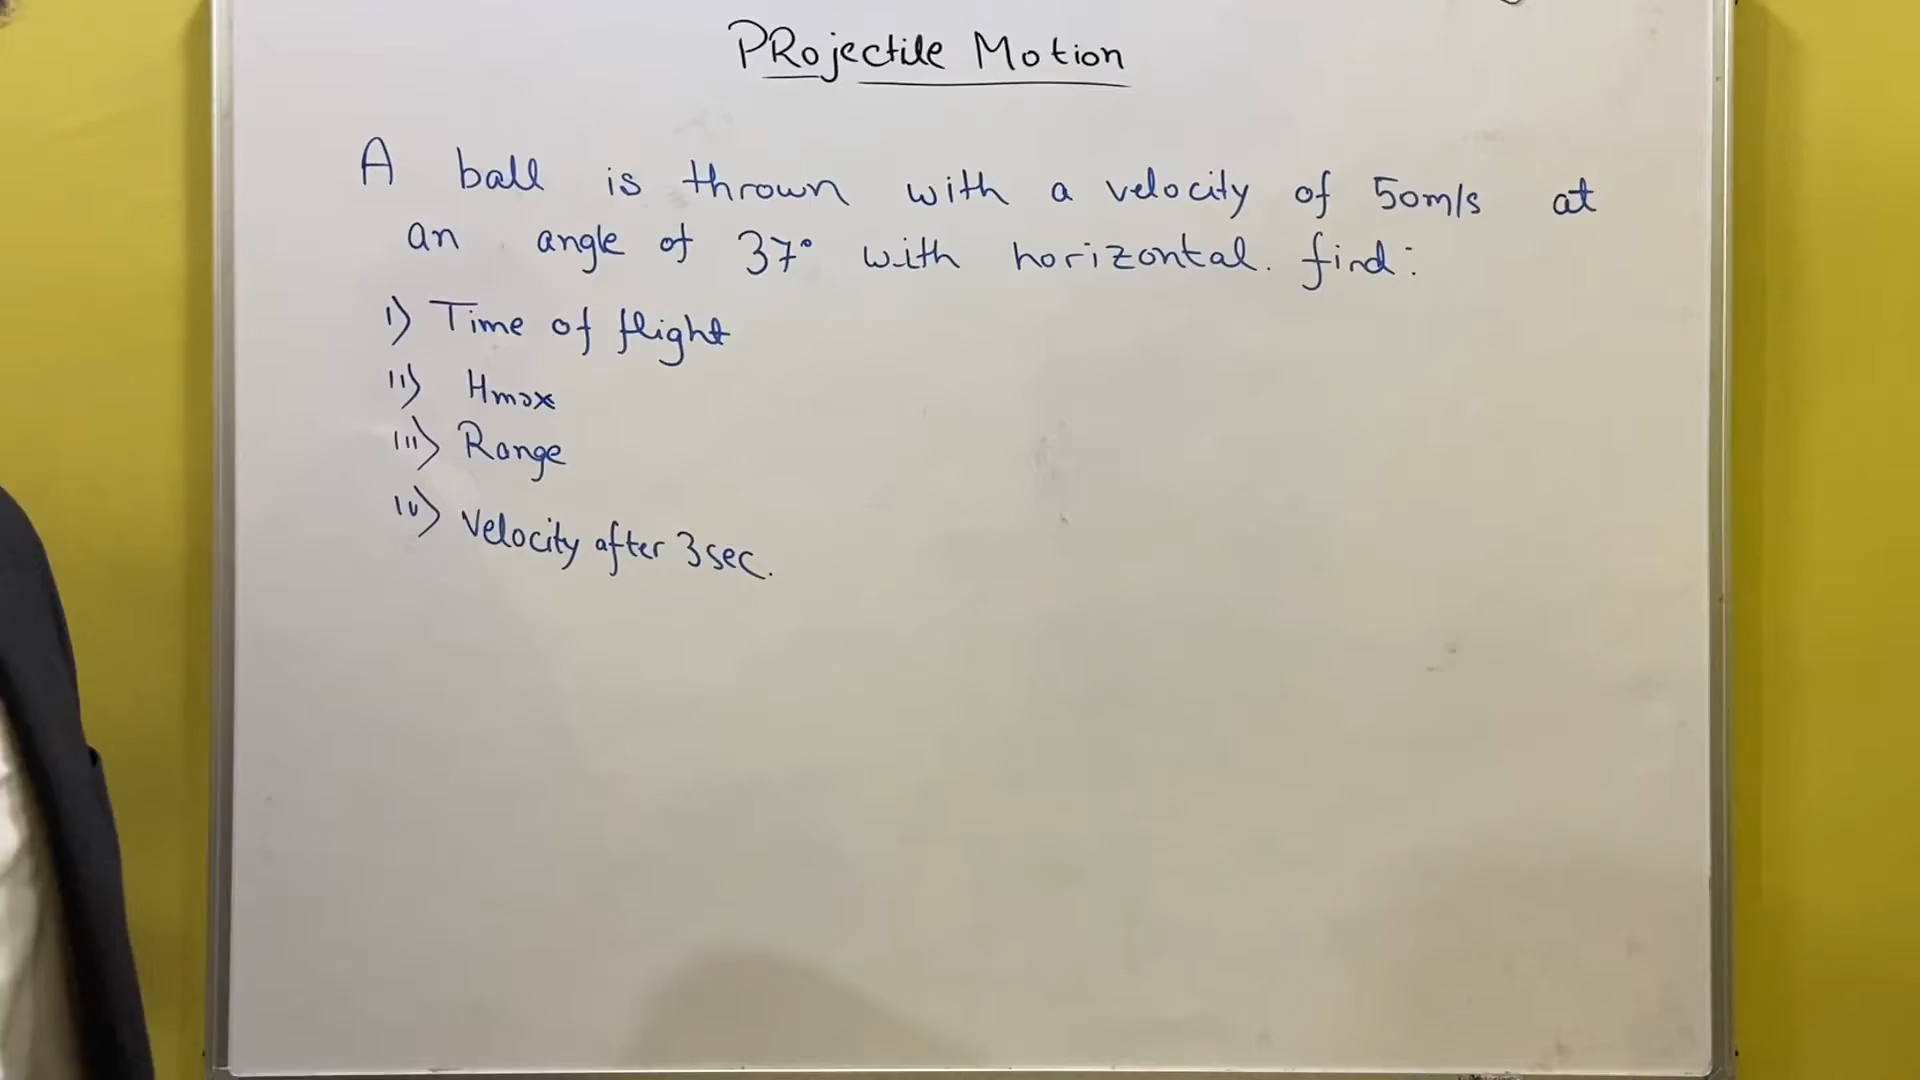 PRojectile Motion
A ball is thrown with a velocity of 50m/s at
an angle of 37° with horizontal. find:
i) Time of flight
ii) Hmax
iii) Range
iv) Velocity after 3sec.